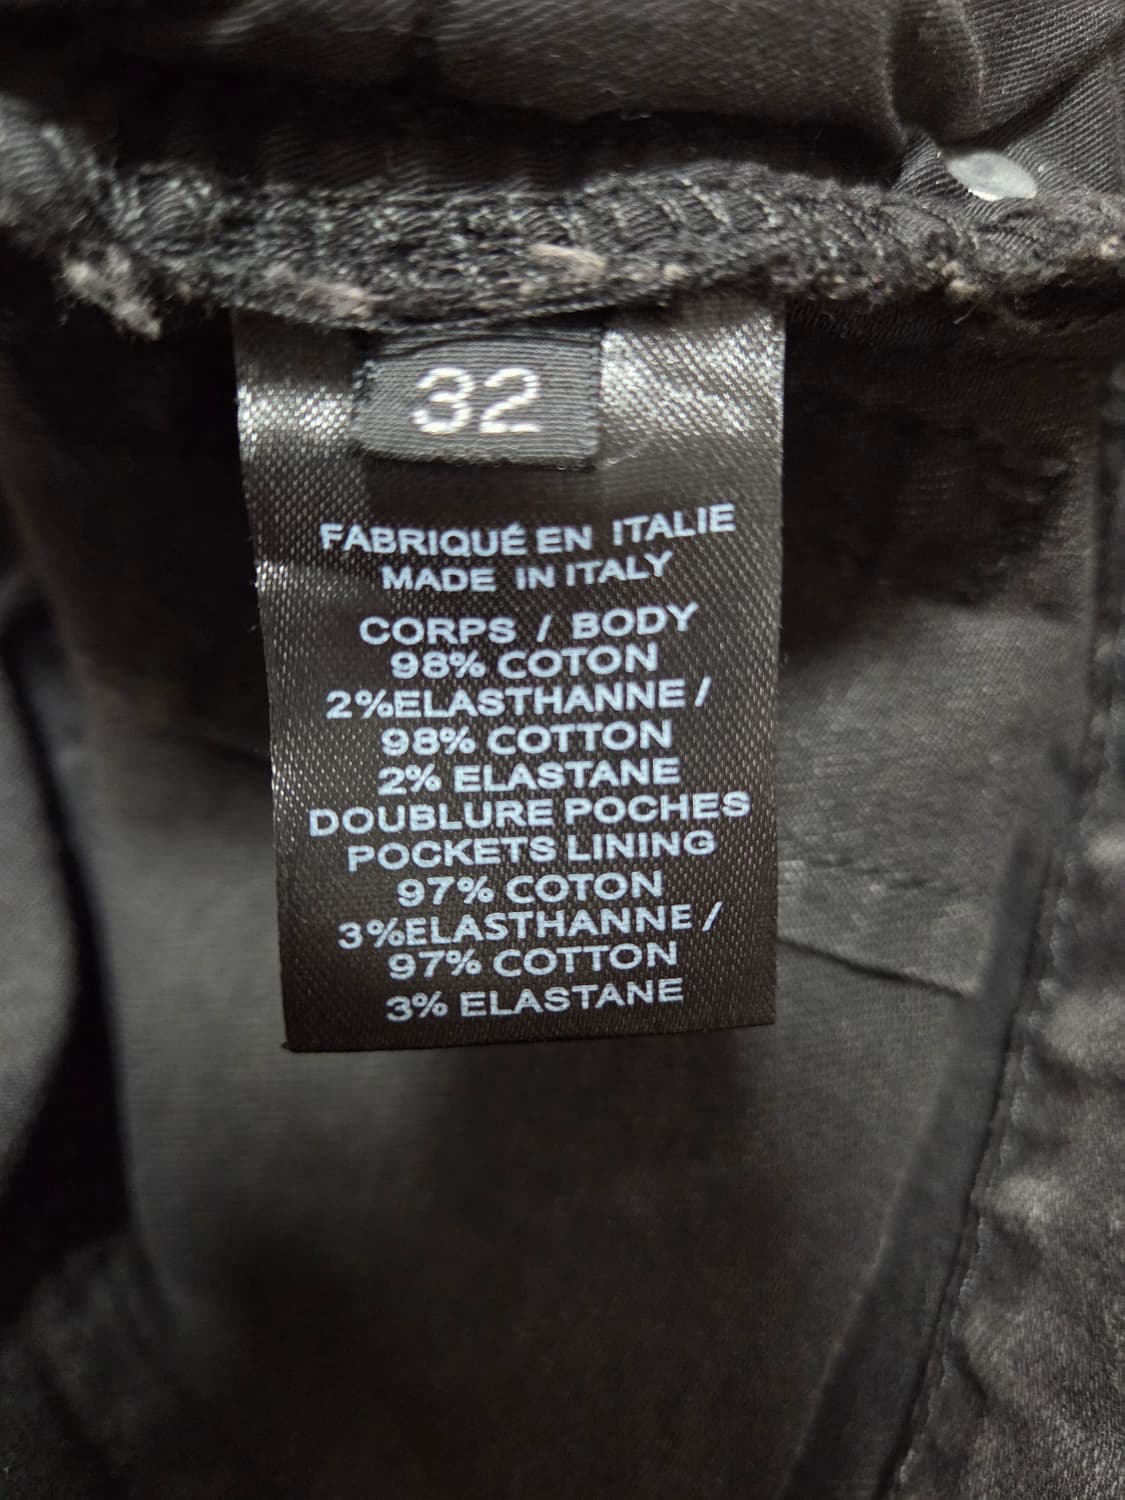 32
FABRIQUÉ EN ITALIE
MADE IN ITALY
CORPS / BODY
98% COTON
2%ELASTHANNE /
98% COTTON
2% ELASTANE
DOUBLURE POCHES
POCKETS LINING
97% COTON
3%ELASTHANNE /
97% COTTON
3% ELASTANE